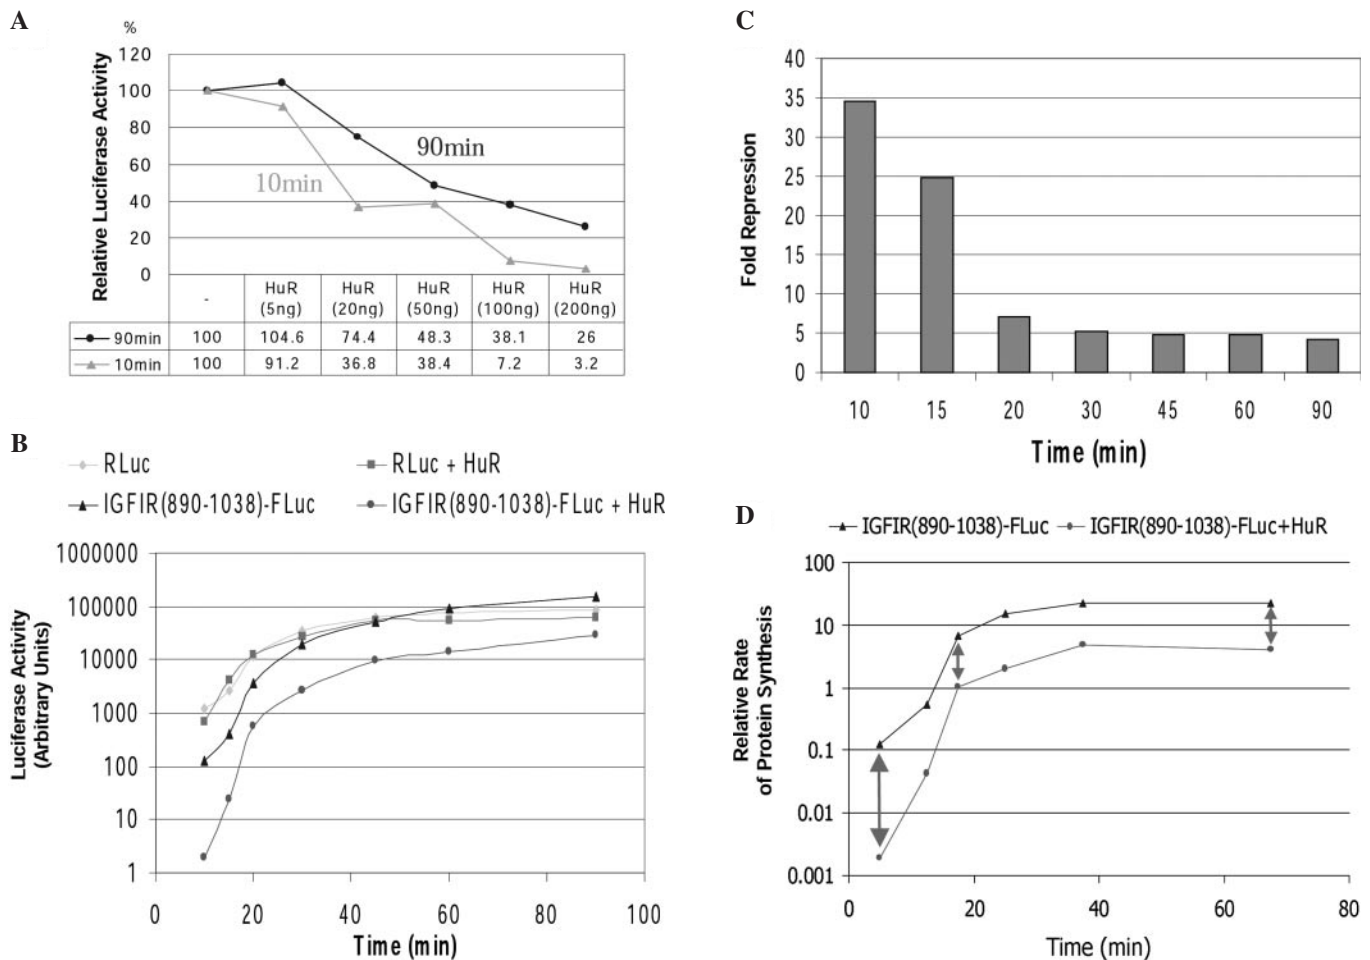 A
%
120
100
80
60
40
20
0
Relative Luciferase Activity
90min
10min
- HuR (5ng) HuR (20ng) HuR (50ng) HuR (100ng) HuR (200ng)
90min 100 104.6 74.4 48.3 38.1 26
10min 100 91.2 36.8 38.4 7.2 3.2
B
RLuc RLuc + HuR
IGFIR(890-1038)-FLuc IGFIR(890-1038)-FLuc + HuR
1000000
100000
10000
1000
100
10
1
Luciferase Activity
(Arbitrary Units)
0 20 40 60 80 100
Time (min)
C
40
35
30
25
20
15
10
5
0
Fold Repression
10 15 20 30 45 60 90
Time (min)
D
IGFIR(890-1038)-FLuc IGFIR(890-1038)-FLuc+HuR
100
10
1
0.1
0.01
0.001
Relative Rate
of Protein Synthesis
0 20 40 60 80
Time (min)